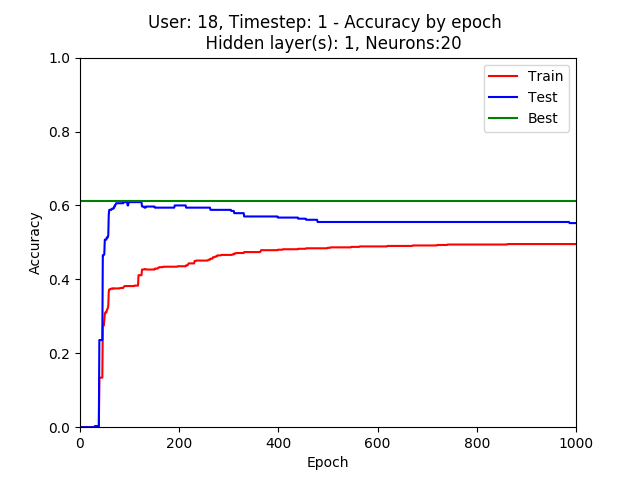 User: 18, Timestep: 1 - Accuracy by epoch
Hidden layer(s): 1, Neurons:20
1.0
0.8
0.6
0.4
0.2
0.0
Accuracy
Train
Test
Best
0 200 400 600 800 1000
Epoch